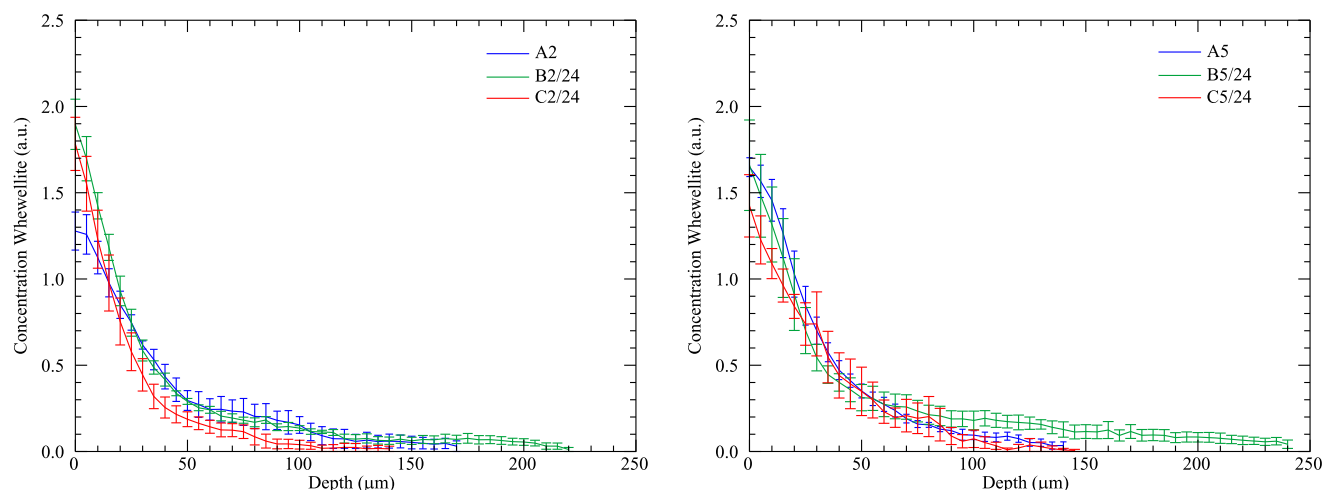 2.5
2.0
1.5
1.0
0.5
0.0
Concentration Whewellite (a.u.)
A2
B2/24
C2/24
0 50 100 150 200 250
Depth (μm)
2.5
2.0
1.5
1.0
0.5
0.0
Concentration Whewellite (a.u.)
A5
B5/24
C5/24
0 50 100 150 200 250
Depth (μm)